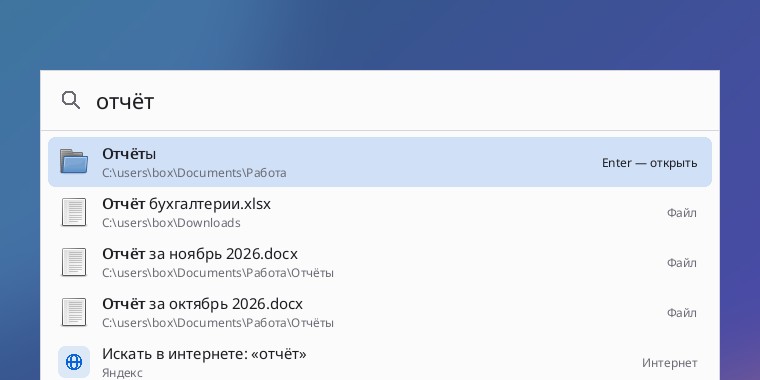 отчёт
Отчёты
C:\users\box\Documents\Работа
Enter — открыть
Отчёт бухгалтерии.xlsx
C:\users\box\Downloads
Файл
Отчёт за ноябрь 2026.docx
C:\users\box\Documents\Работа\Отчёты
Файл
Отчёт за октябрь 2026.docx
C:\users\box\Documents\Работа\Отчёты
Файл
Искать в интернете: «отчёт»
Яндекс
Интернет